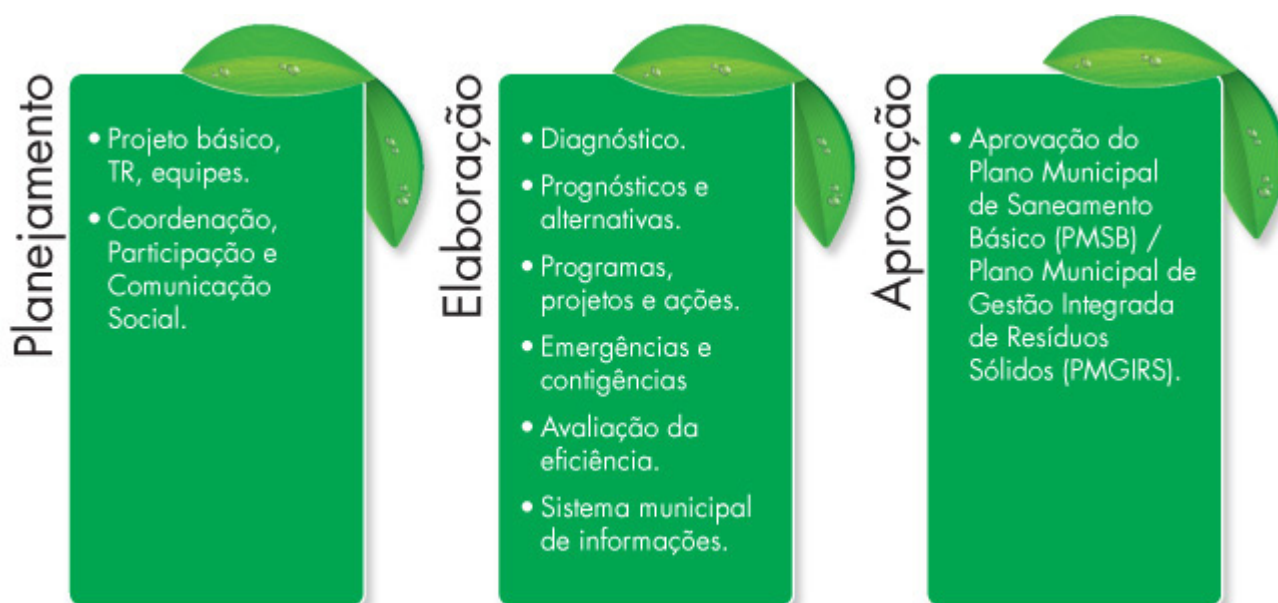 Planejamento
• Projeto básico,
TR, equipes.
• Coordenação,
Participação e
Comunicação
Social.
Elaboração
• Diagnóstico.
• Prognósticos e
alternativas.
• Programas,
projetos e ações.
• Emergências e
contigências
• Avaliação da
eficiência.
• Sistema municipal
de informações.
Aprovação
• Aprovação do
Plano Municipal
de Saneamento
Básico (PMSB) /
Plano Municipal de
Gestão Integrada
de Resíduos
Sólidos (PMGIRS).